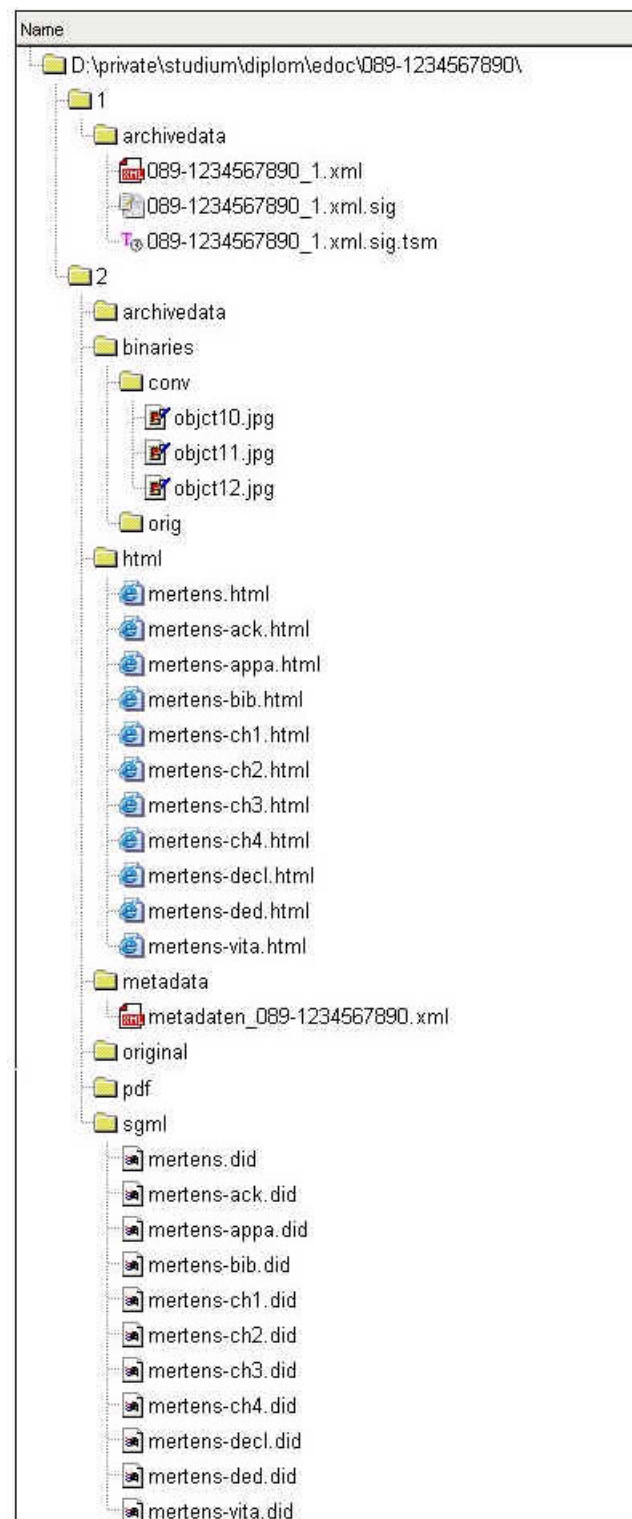 Name
D:\private\studium\diplom\edoc\089-1234567890\
1
archivedata
089-1234567890_1.xml
089-1234567890_1.xml.sig
089-1234567890_1.xml.sig.tsm
2
archivedata
binaries
conv
objct10.jpg
objct11.jpg
objct12.jpg
orig
html
mertens.html
mertens-ack.html
mertens-appa.html
mertens-bib.html
mertens-ch1.html
mertens-ch2.html
mertens-ch3.html
mertens-ch4.html
mertens-decl.html
mertens-ded.html
mertens-vita.html
metadata
metadaten_089-1234567890.xml
original
pdf
sgml
mertens.did
mertens-ack.did
mertens-appa.did
mertens-bib.did
mertens-ch1.did
mertens-ch2.did
mertens-ch3.did
mertens-ch4.did
mertens-decl.did
mertens-ded.did
mertens-vita.did